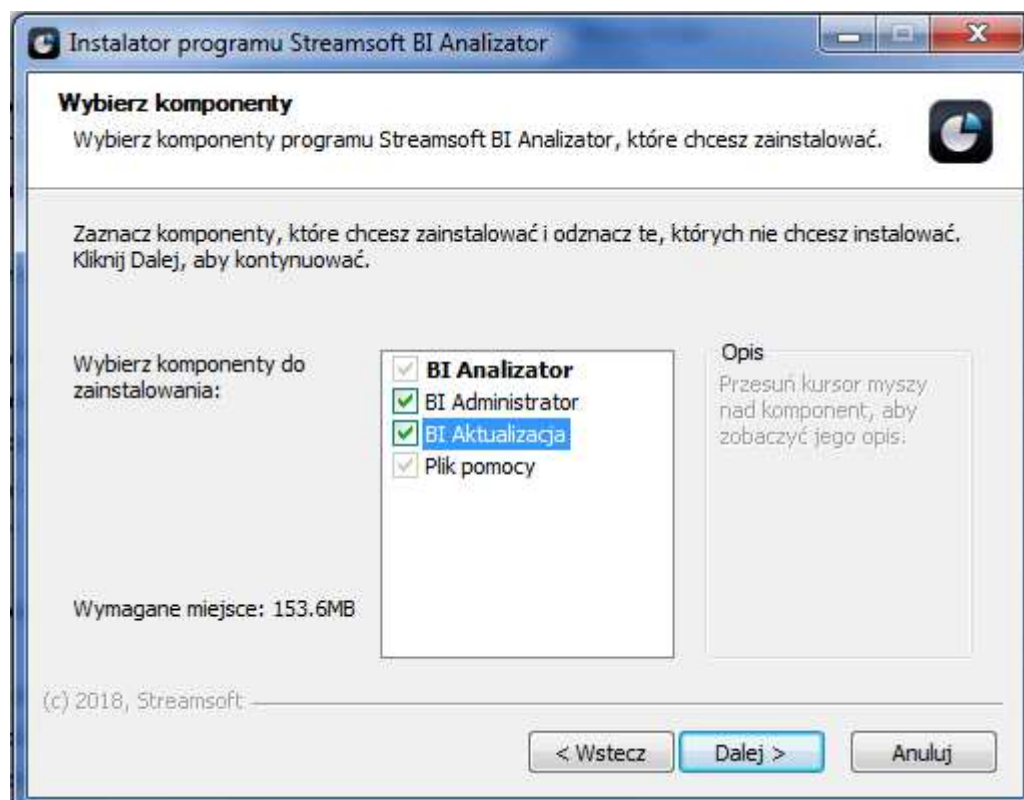 Instalator programu Streamsoft BI Analizator
Wybierz komponenty
Wybierz komponenty programu Streamsoft BI Analizator, które chcesz zainstalować.
Zaznacz komponenty, które chcesz zainstalować i odznacz te, których nie chcesz instalować.
Kliknij Dalej, aby kontynuować.
Wybierz komponenty do
zainstalowania:
BI Analizator
BI Administrator
BI Aktualizacja
Plik pomocy
Opis
Przesuń kursor myszy
nad komponent, aby
zobaczyć jego opis.
Wymagane miejsce: 153.6MB
(c) 2018, Streamsoft
< Wstecz
Dalej >
Anuluj